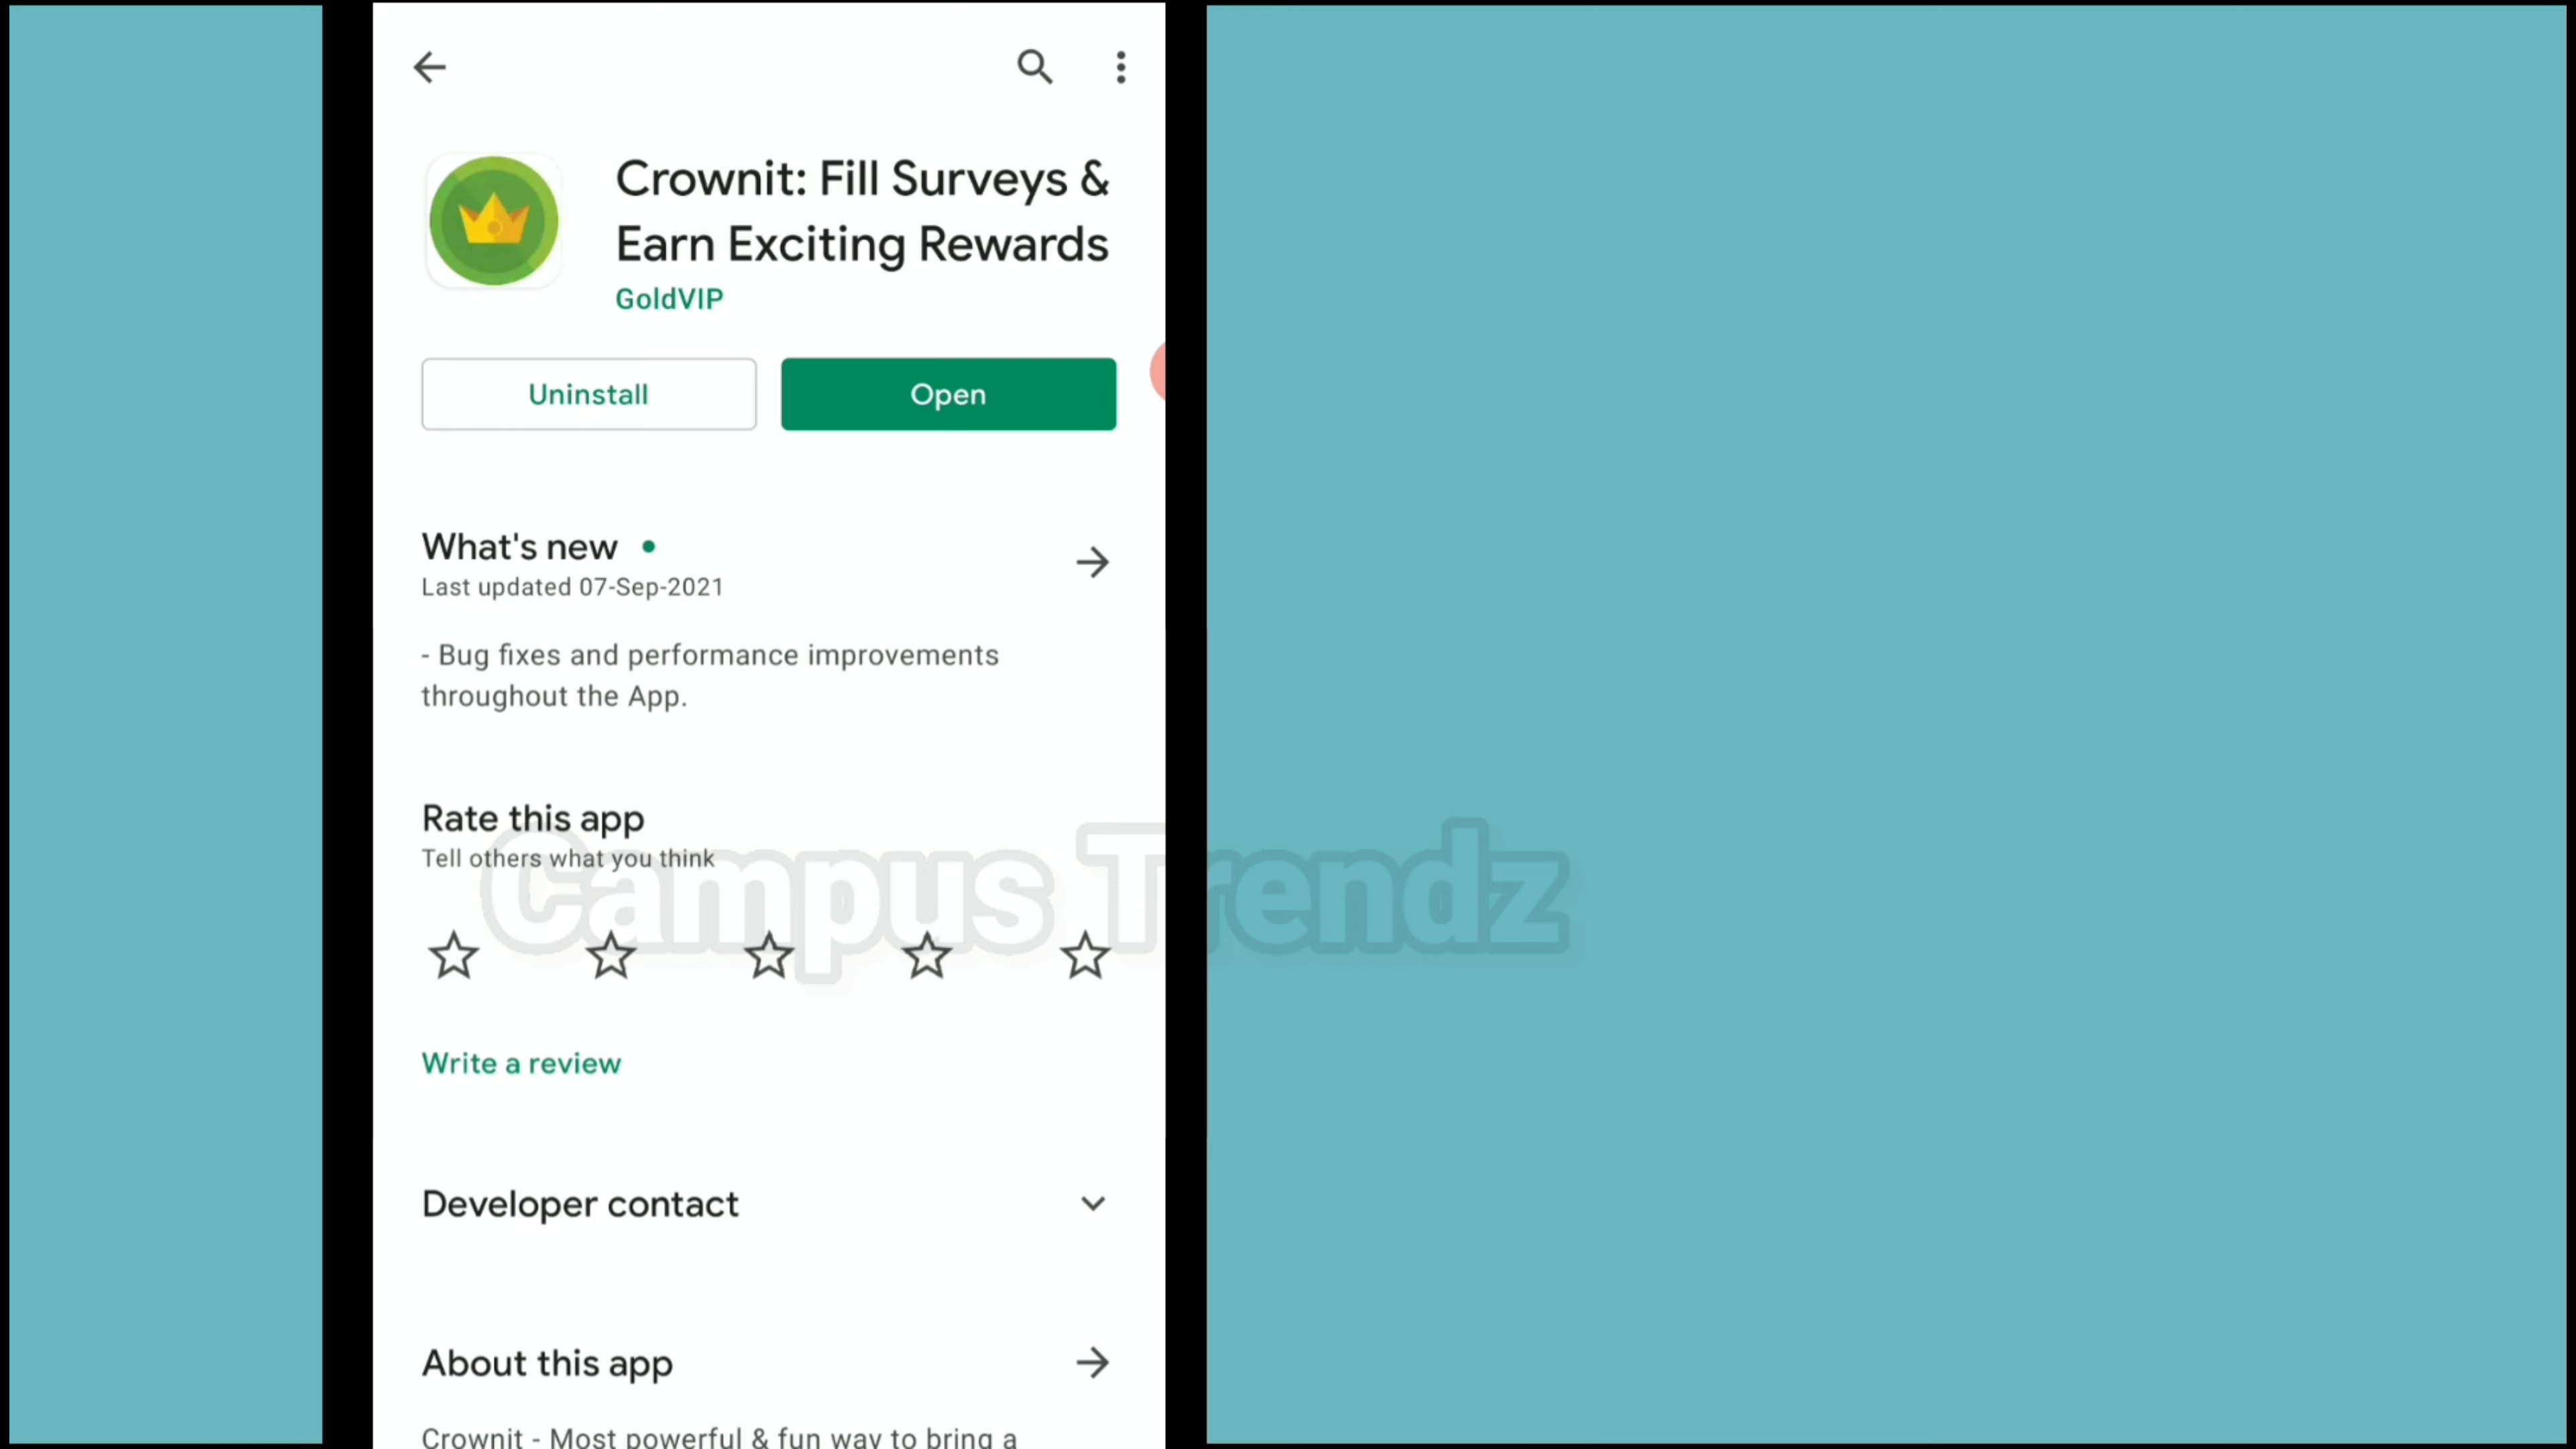 Crownit: Fill Surveys &
Earn Exciting Rewards
GoldVIP
Uninstall
Open
What's new
Last updated 07-Sep-2021
- Bug fixes and performance improvements
throughout the App.
Rate this app
Tell others what you think
Campus Trendz
Write a review
Developer contact
About this app
Crownit - Most powerful & fun way to bring a